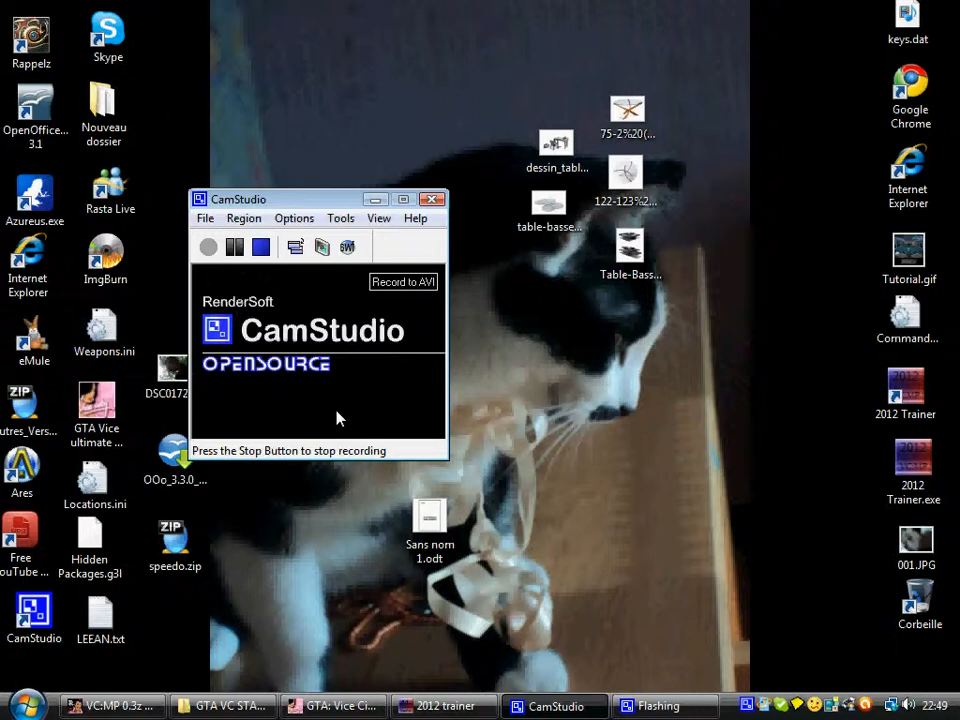 Rappelz
Skype
OpenOffice...
3.1
Nouveau
dossier
Azureus.exe
Rasta Live
Internet
Explorer
ImgBurn
eMule
Weapons.ini
ZIP
utres_Vers...
GTA Vice
ultimate ...
DSC0172
Ares
Locations.ini
OOo_3.3.0_...
Free
ouTube ...
Hidden
Packages.g3l
ZIP
speedo.zip
CamStudio
LEEAN.txt
CamStudio
File Region Options Tools View Help
SWF
Record to AVI
RenderSoft
CamStudio
OPENSOURCE
Press the Stop Button to stop recording
75-2%20(...
dessin_tabl...
122-123%2...
table-basse...
Table-Bass...
Sans nom
1.odt
keys.dat
Google
Chrome
Internet
Explorer
Tutorial.gif
Command...
2012 Trainer
2012
Trainer.exe
001.JPG
Corbeille
VC:MP 0.3z ...
GTA VC STA...
GTA: Vice Ci...
2012 trainer
CamStudio
Flashing
22:49